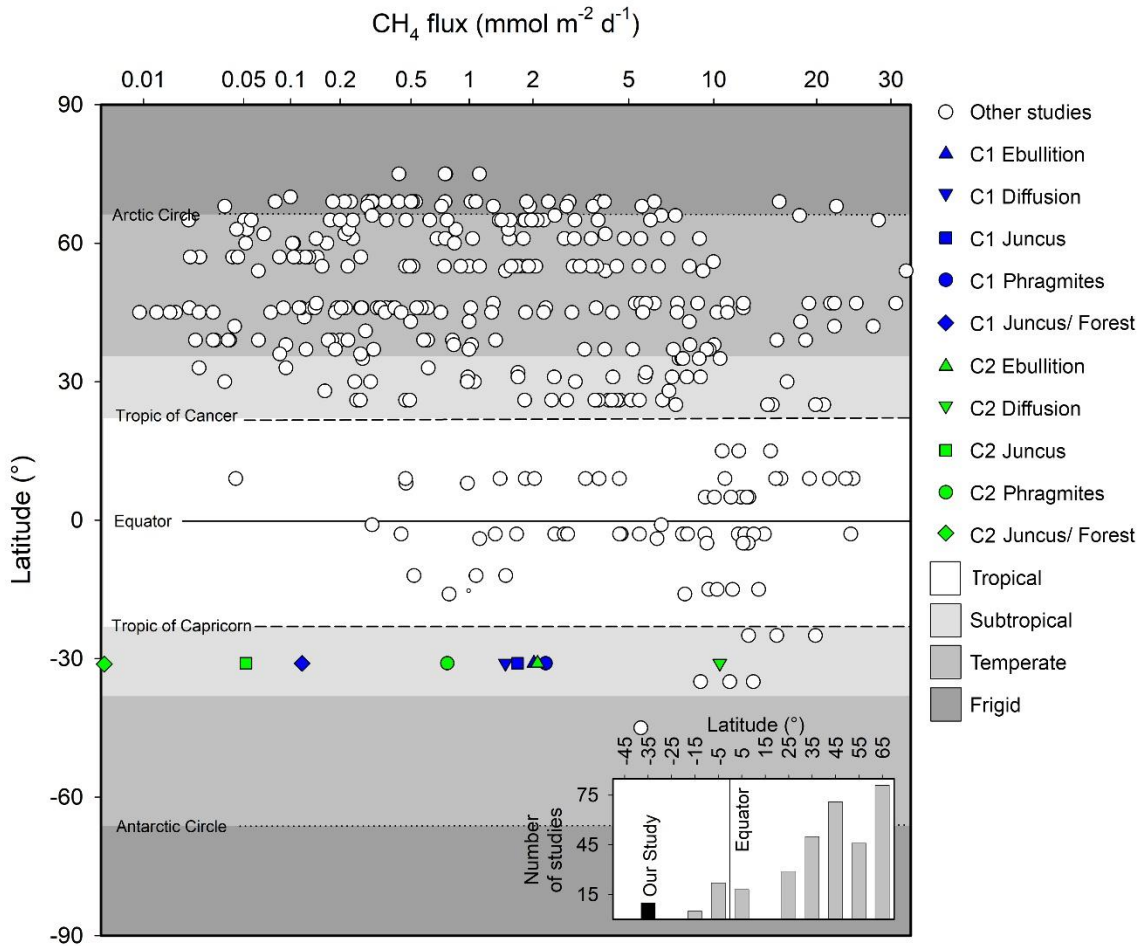 CH4 flux (mmol m-2 d-1)
0.01 0.05 0.1 0.2 0.5 1 2 5 10 20 30
Latitude (°)
90
60
30
0
-30
-60
-90
Arctic Circle
Tropic of Cancer
Equator
Tropic of Capricorn
Antarctic Circle
Other studies
C1 Ebullition
C1 Diffusion
C1 Juncus
C1 Phragmites
C1 Juncus/ Forest
C2 Ebullition
C2 Diffusion
C2 Juncus
C2 Phragmites
C2 Juncus/ Forest
Tropical
Subtropical
Temperate
Frigid
Latitude (°)
-45 -35 -25 -15 -5 5 15 25 35 45 55 65
Number
of studies
75
45
15
Our Study
Equator